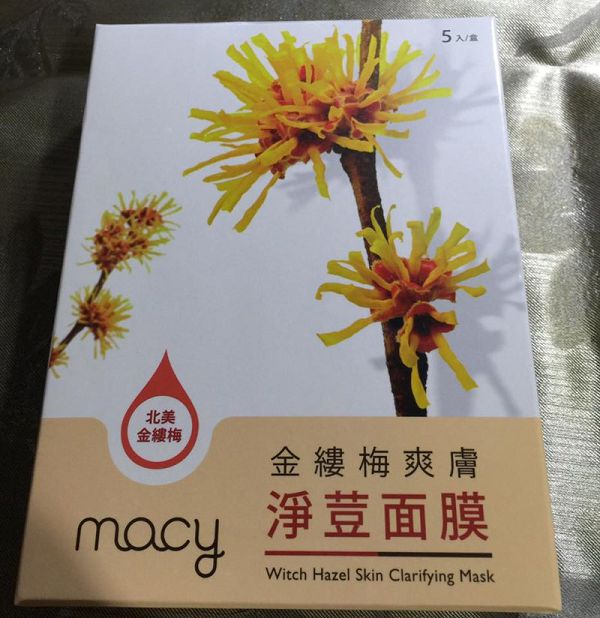 5入/盒
北美
金縷梅
金縷梅爽膚
淨荳面膜
macy
Witch Hazel Skin Clarifying Mask